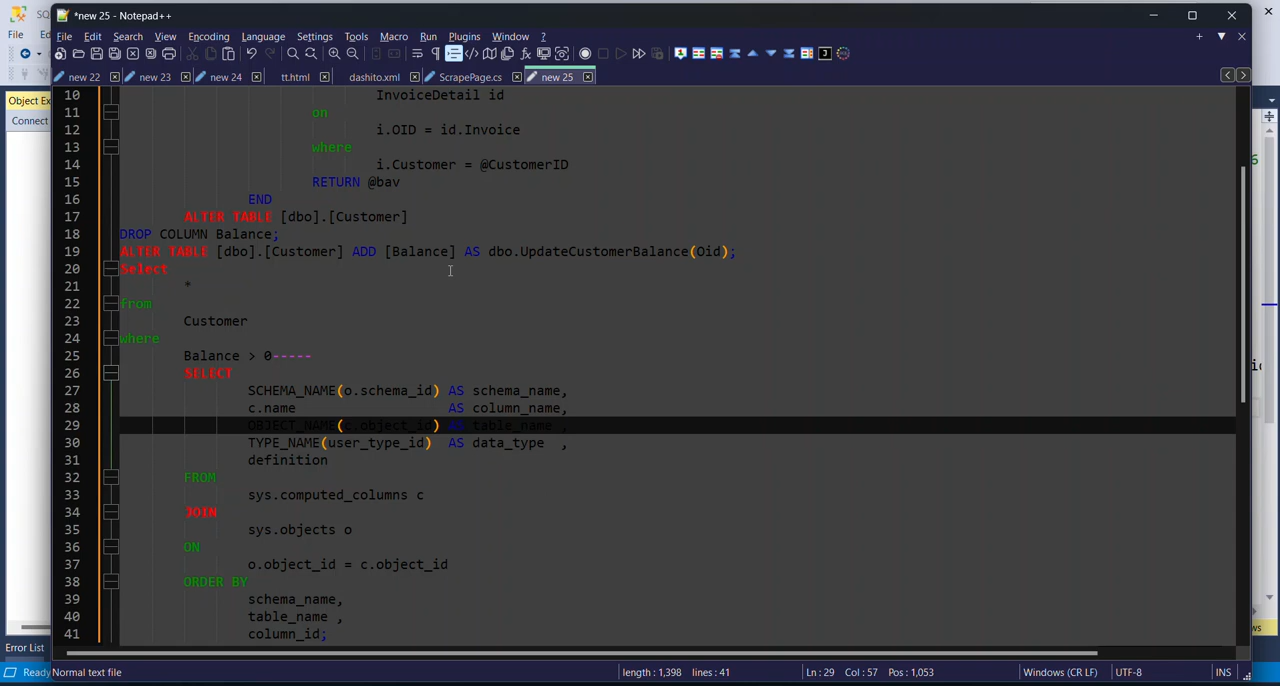 *new 25 - Notepad++
File Edit Search View Encoding Language Settings Tools Macro Run Plugins Window ?
new 22 new 23 new 24 tt.html dashito.xml ScrapePage.cs new 25
File
Object Ex
Connect
10 InvoiceDetail id
11 on
12 i.OID = id.Invoice
13 where
14 i.Customer = @CustomerID
15 RETURN @bav
16 END
17 ALTER TABLE [dbo].[Customer]
18 DROP COLUMN Balance;
19 ALTER TABLE [dbo].[Customer] ADD [Balance] AS dbo.UpdateCustomerBalance(Oid);
20 Select
21 *
22 from
23 Customer
24 where
25 Balance > 0-----
26 SELECT
27 SCHEMA_NAME(o.schema_id) AS schema_name,
28 c.name AS column_name,
29 OBJECT_NAME(c.object_id) AS table_name ,
30 TYPE_NAME(user_type_id) AS data_type ,
31 definition
32 FROM
33 sys.computed_columns c
34 JOIN
35 sys.objects o
36 ON
37 o.object_id = c.object_id
38 ORDER BY
39 schema_name,
40 table_name ,
41 column_id;
Error List
Ready
Normal text file length : 1,398 lines : 41 Ln : 29 Col : 57 Pos : 1,053 Windows (CR LF) UTF-8 INS